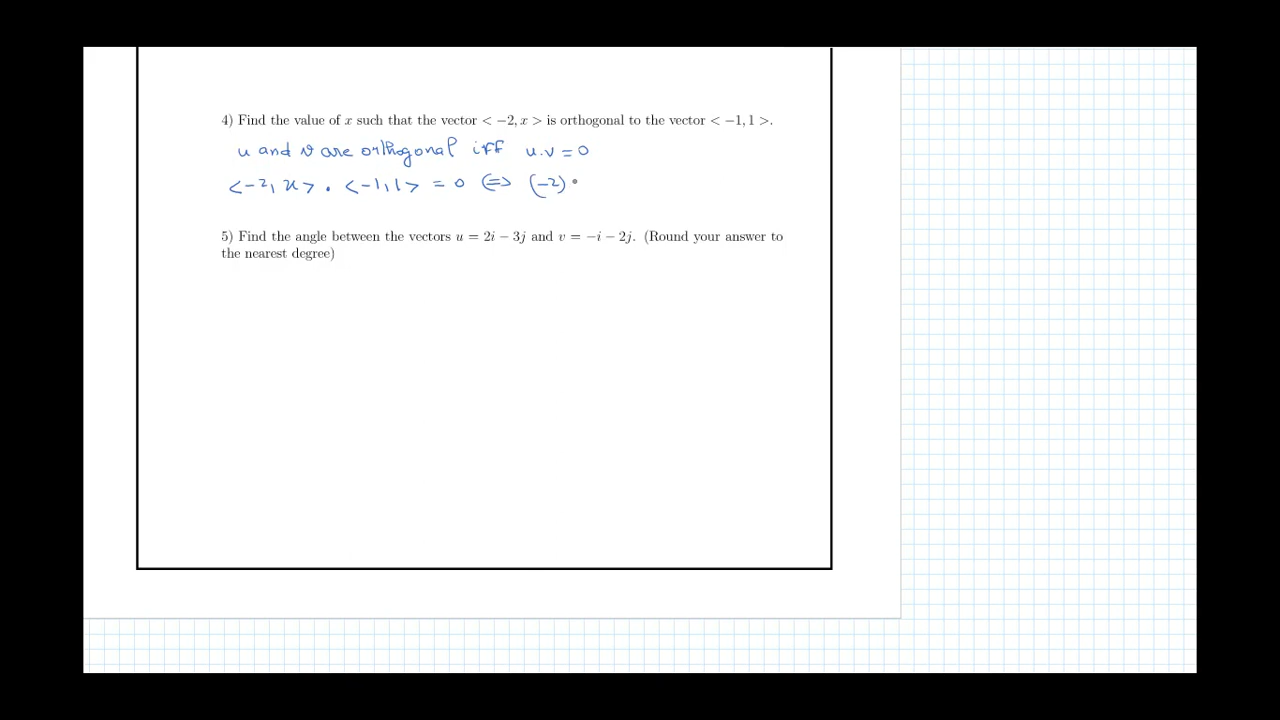 4) Find the value of x such that the vector < −2, x > is orthogonal to the vector < −1, 1 >.
u and v are orthogonal iff u.v = 0
<-2, x> . <-1, 1> = 0 <=> (-2) •
5) Find the angle between the vectors u = 2i − 3j and v = −i − 2j. (Round your answer to
the nearest degree)